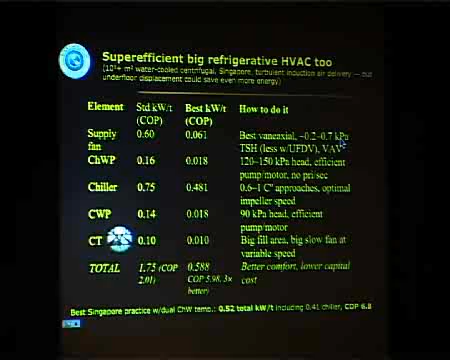 Superefficient big refrigerative HVAC too
(10⁵+ m² water-cooled centrifugal, Singapore, turbulent induction air delivery — but
underfloor displacement could save even more energy)
Element Std kW/t (COP) Best kW/t (COP) How to do it
Supply fan 0.60 0.061 Best vaneaxial, ~0.2–0.7 kPa
TSH (less w/UFDV), VAV
ChWP 0.16 0.018 120–150 kPa head, efficient
pump/motor, no pri/sec
Chiller 0.75 0.481 0.6–1 C° approaches, optimal
impeller speed
CWP 0.14 0.018 90 kPa head, efficient
pump/motor
CT 0.10 0.010 Big fill area, big slow fan at
variable speed
TOTAL 1.75 (COP 2.01) 0.588 (COP 5.98, 3× better) Better comfort, lower capital
cost
Best Singapore practice w/dual ChW temp.: 0.52 total kW/t including 0.41 chiller, COP 6.8